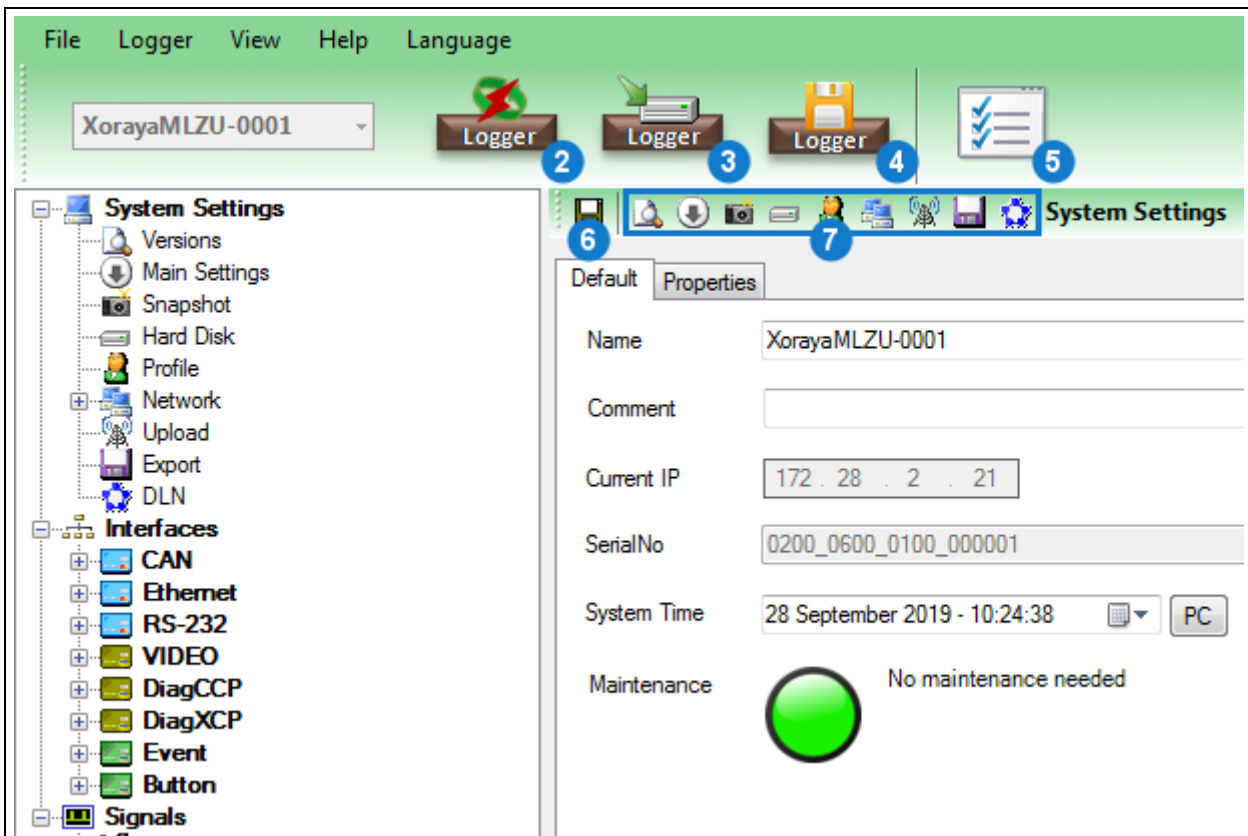 File Logger View Help Language
XorayaMLZU-0001
Logger 2 Logger 3 Logger 4 5
System Settings
Versions
Main Settings
Snapshot
Hard Disk
Profile
Network
Upload
Export
DLN
Interfaces
CAN
Ethernet
RS-232
VIDEO
DiagCCP
DiagXCP
Event
Button
Signals
6 7 System Settings
Default Properties
Name XorayaMLZU-0001
Comment
Current IP 172 . 28 . 2 . 21
SerialNo 0200_0600_0100_000001
System Time 28 September 2019 - 10:24:38 PC
Maintenance No maintenance needed